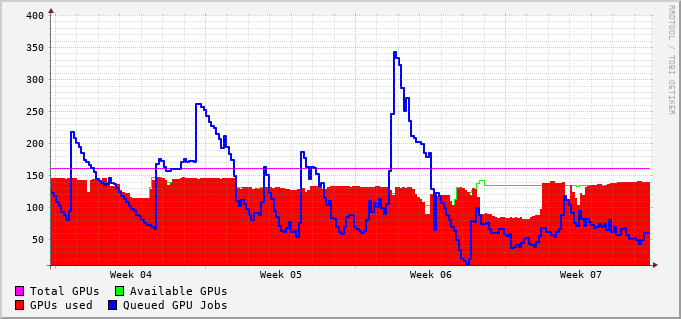 400
350
300
250
200
150
100
50
Week 04 Week 05 Week 06 Week 07
Total GPUs Available GPUs
GPUs used Queued GPU Jobs
RRDTOOL / TOBI OETIKER